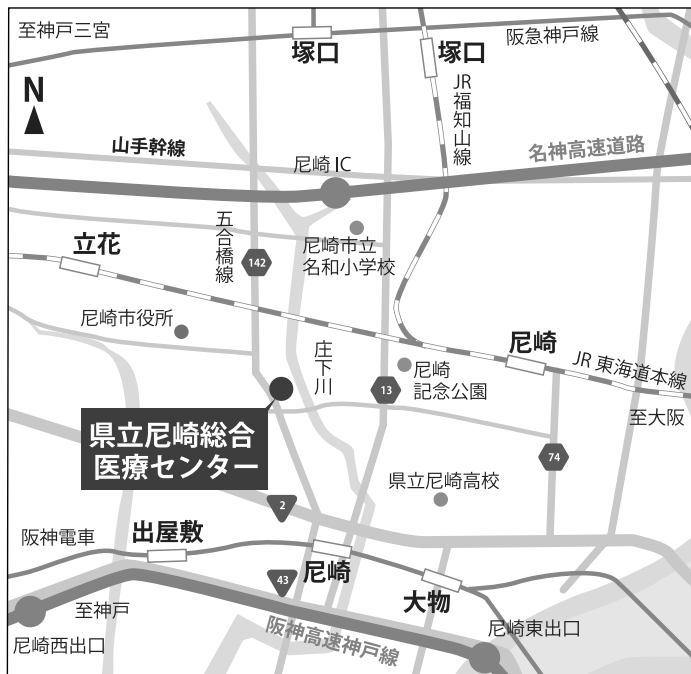 至神戸三宮
塚口
塚口
阪急神戸線
N
JR福知山線
山手幹線
尼崎IC
名神高速道路
五合橋線
尼崎市立
名和小学校
立花
142
尼崎市役所
庄下川
尼崎
JR 東海道本線
尼崎
記念公園
13
至大阪
県立尼崎総合
医療センター
74
県立尼崎高校
2
阪神電車
出屋敷
尼崎
43
大物
至神戸
阪神高速神戸線
尼崎東出口
尼崎西出口